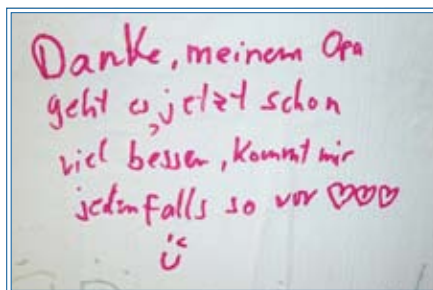 Danke, meinem Opa
geht es, jetzt schon
viel besser, kommt mir
jedenfalls so vor ♡♡♡